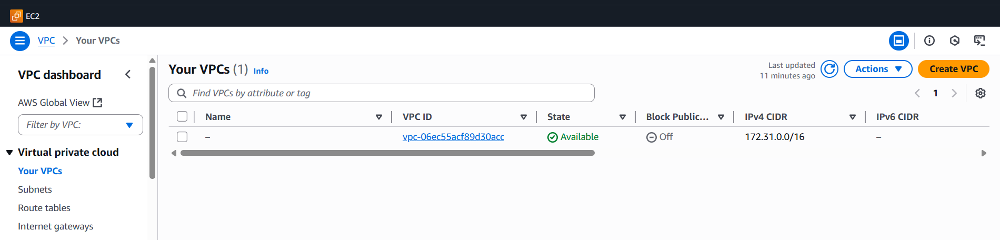 EC2
VPC > Your VPCs
VPC dashboard
AWS Global View
Filter by VPC:
Virtual private cloud
Your VPCs
Subnets
Route tables
Internet gateways
Your VPCs (1) Info
Last updated
11 minutes ago
Actions
Create VPC
Find VPCs by attribute or tag
1
Name VPC ID State Block Public... IPv4 CIDR IPv6 CIDR
– vpc-06ec55acf89d30acc Available Off 172.31.0.0/16 –